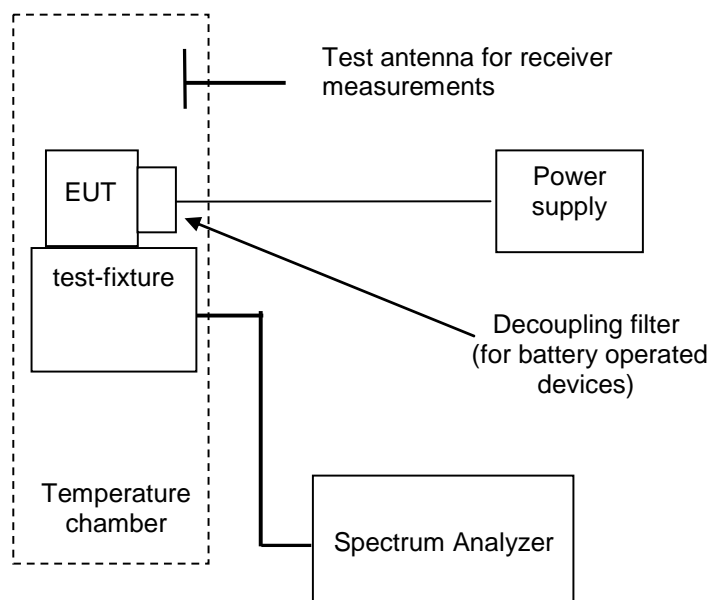 Test antenna for receiver
measurements
EUT
Power
supply
test-fixture
Decoupling filter
(for battery operated
devices)
Temperature
chamber
Spectrum Analyzer